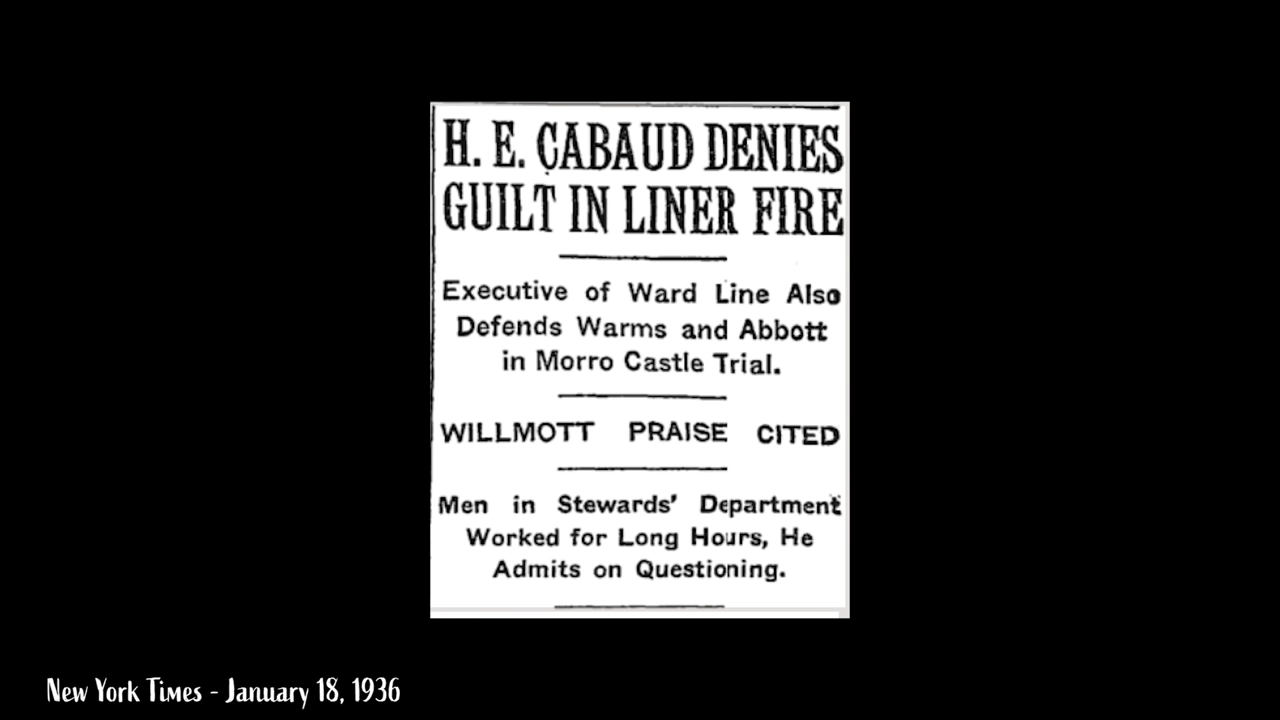 H. E. CABAUD DENIES
GUILT IN LINER FIRE
Executive of Ward Line Also
Defends Warms and Abbott
in Morro Castle Trial.
WILLMOTT PRAISE CITED
Men in Stewards' Department
Worked for Long Hours, He
Admits on Questioning.
New York Times - January 18, 1936